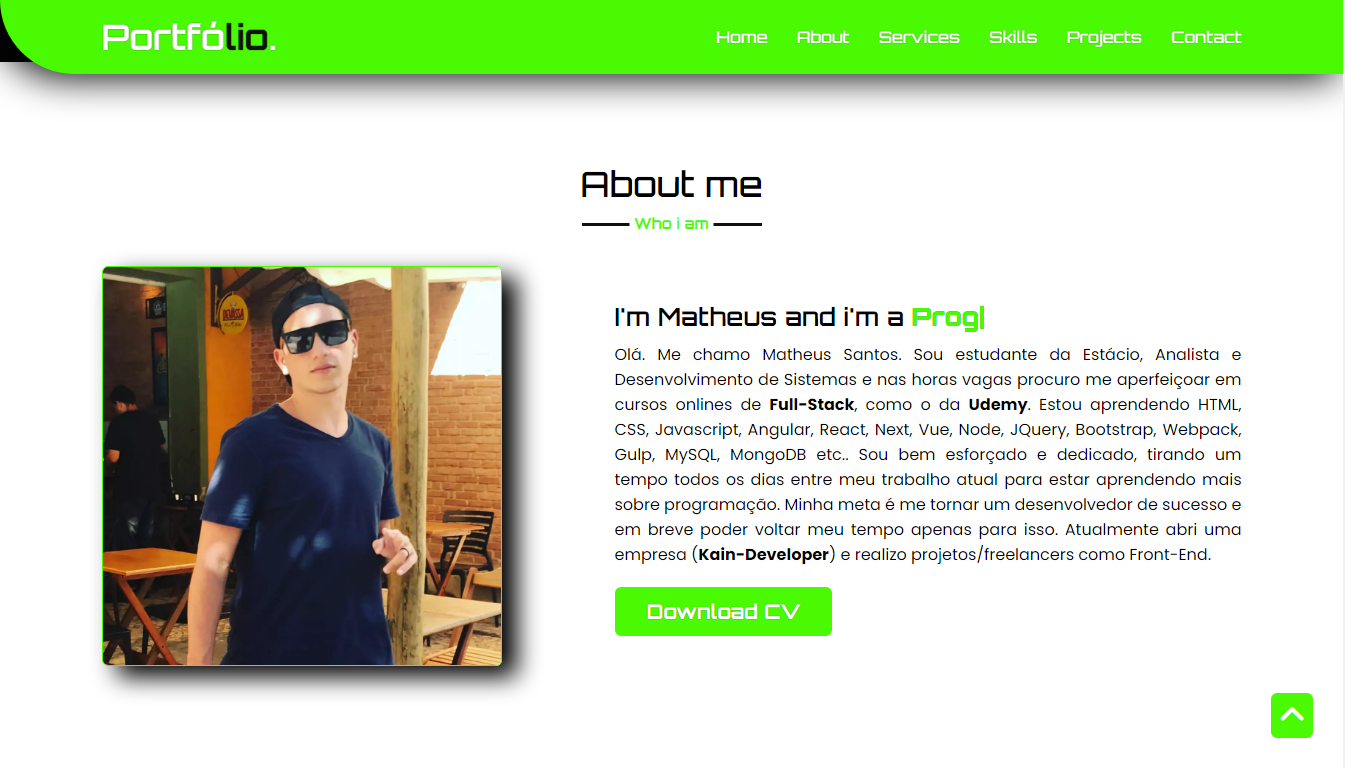 Portfólio.
Home About Services Skills Projects Contact
About me
Who i am
DEVASSA
I'm Matheus and i'm a Prog|
Olá. Me chamo Matheus Santos. Sou estudante da Estácio, Analista e
Desenvolvimento de Sistemas e nas horas vagas procuro me aperfeiçoar em
cursos onlines de Full-Stack, como o da Udemy. Estou aprendendo HTML,
CSS, Javascript, Angular, React, Next, Vue, Node, JQuery, Bootstrap, Webpack,
Gulp, MySQL, MongoDB etc.. Sou bem esforçado e dedicado, tirando um
tempo todos os dias entre meu trabalho atual para estar aprendendo mais
sobre programação. Minha meta é me tornar um desenvolvedor de sucesso e
em breve poder voltar meu tempo apenas para isso. Atualmente abri uma
empresa (Kain-Developer) e realizo projetos/freelancers como Front-End.
Download CV